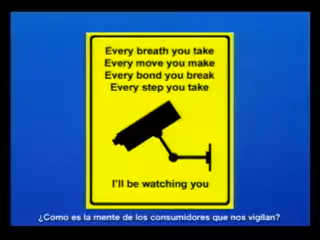 Every breath you take
Every move you make
Every bond you break
Every step you take
I'll be watching you
¿Como es la mente de los consumidores que nos vigilan?